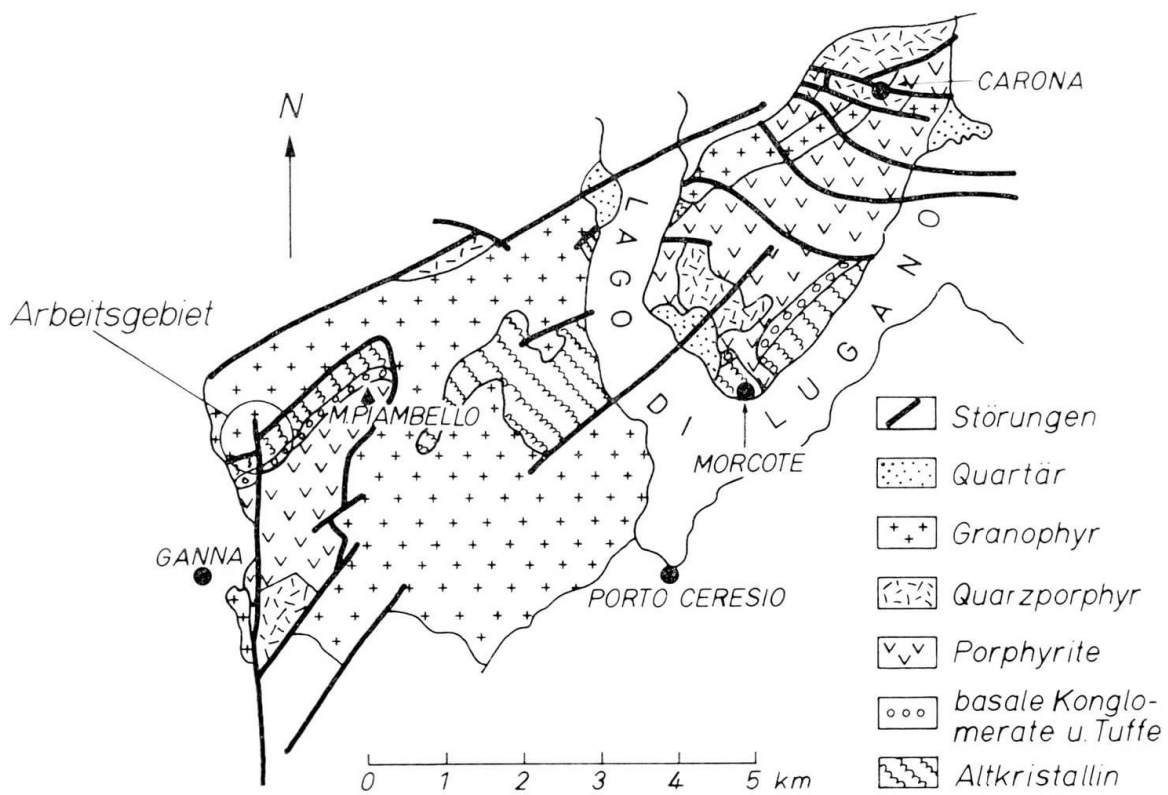 CARONA
N
LAGO
DI LUGANO
Arbeitsgebiet
M.PIAMBELLO
MORCOTE
GANNA
PORTO CERESIO
Störungen
Quartär
Granophyr
Quarzporphyr
Porphyrite
basale Konglo-
merate u. Tuffe
Altkristallin
0 1 2 3 4 5 km